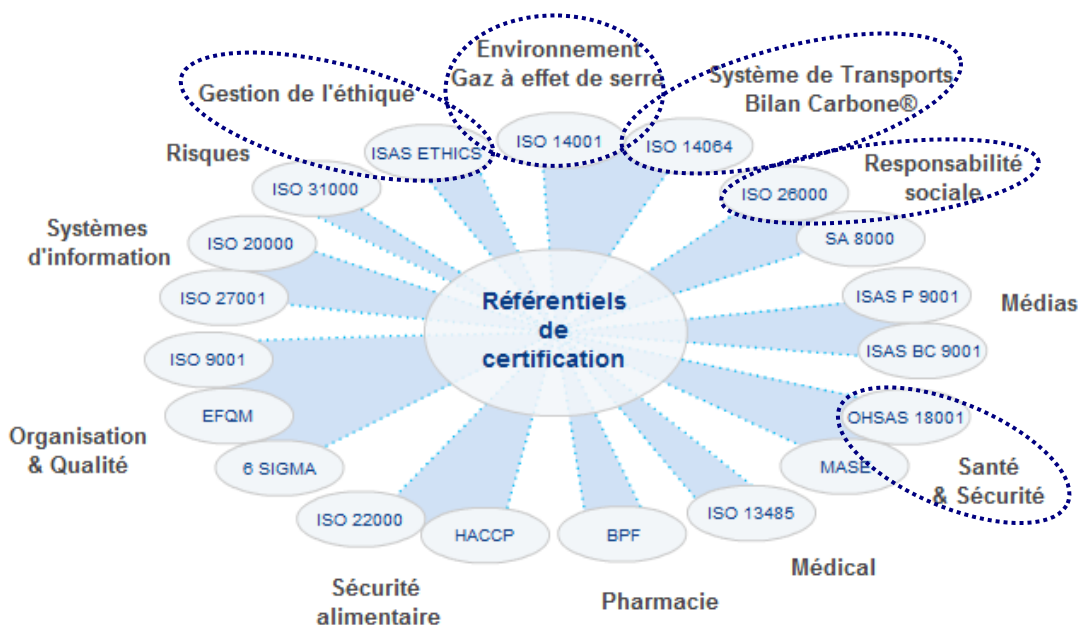 Environnement
Gaz à effet de serre
Système de Transports
Bilan Carbone®
Gestion de l'éthique
ISO 14001
ISO 14064
ISAS ETHICS
Risques
ISO 31000
Responsabilité
sociale
ISO 26000
SA 8000
Systèmes
d'information
ISO 20000
ISO 27001
Référentiels
de
certification
ISAS P 9001
ISAS BC 9001
Médias
ISO 9001
EFQM
6 SIGMA
Organisation
& Qualité
OHSAS 18001
MASE
Santé
& Sécurité
ISO 22000
HACCP
BPF
ISO 13485
Sécurité
alimentaire
Pharmacie
Médical